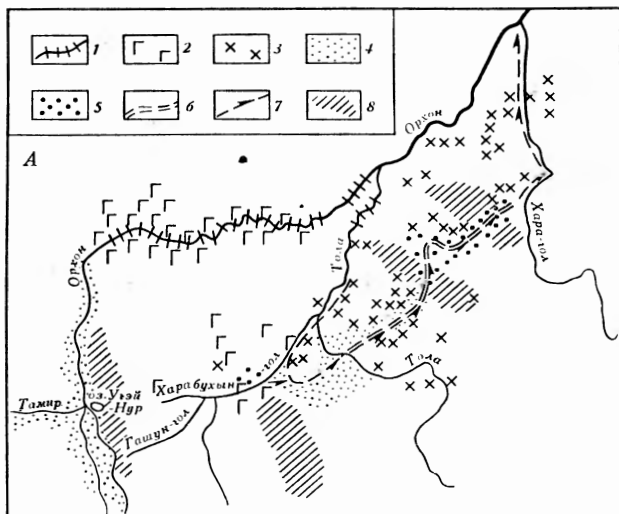 1
2
3
4
5
6
7
8
А
Орхон
Орхон
Тола
Хара-гол
Тола
Харабухын
гол
Тамир
оз. Угэй
Нур
Гашун-гол